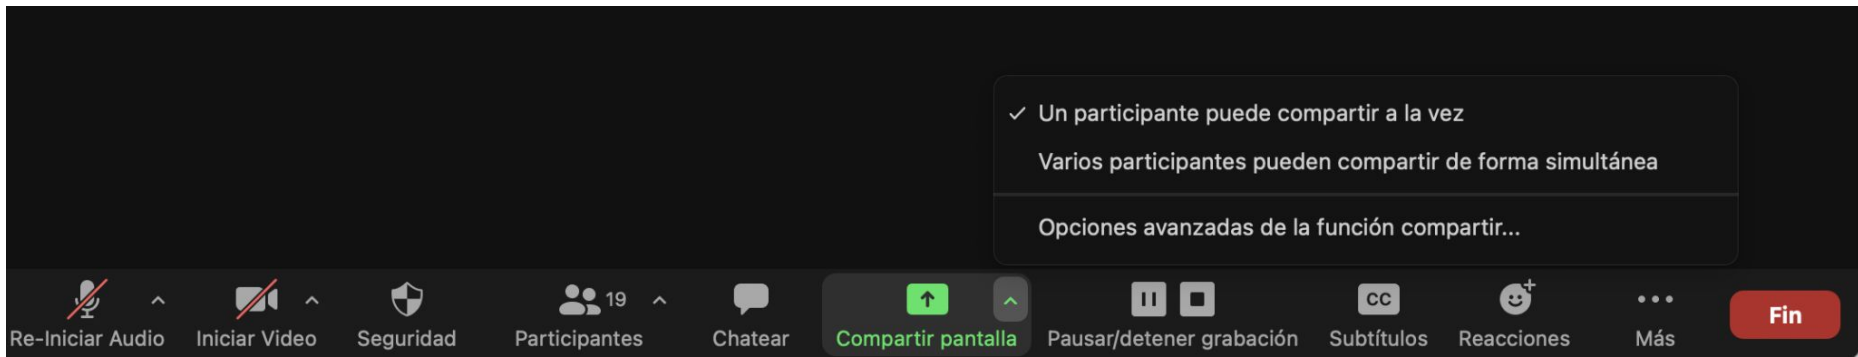 Un participante puede compartir a la vez
Varios participantes pueden compartir de forma simultánea
Opciones avanzadas de la función compartir...
19
CC
Re-Iniciar Audio
Iniciar Video
Seguridad
Participantes
Chatear
Compartir pantalla
Pausar/detener grabación
Subtítulos
Reacciones
Más
Fin